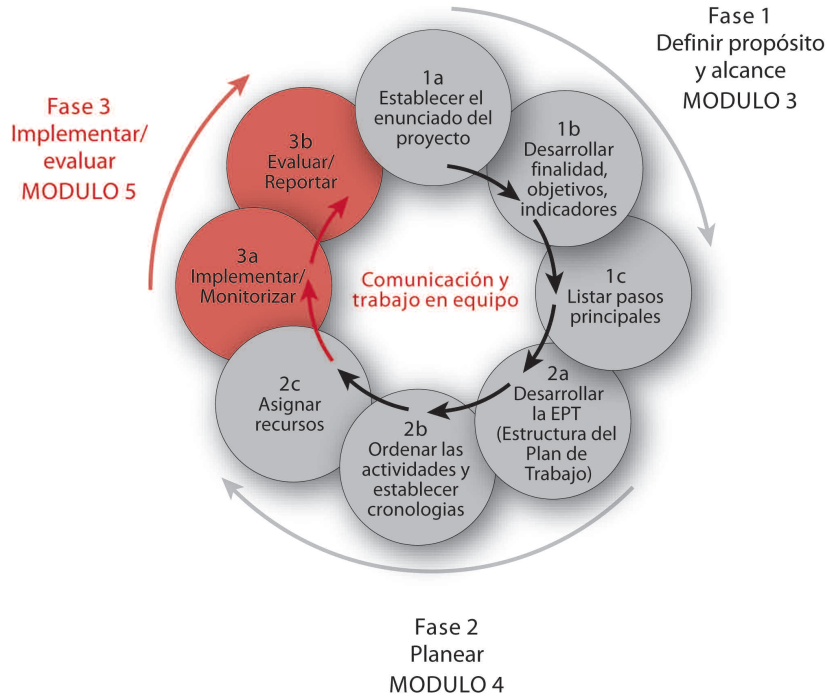 Fase 1
Definir propósito
y alcance
MODULO 3
1a
Establecer el
enunciado del
proyecto
1b
Desarrollar
finalidad,
objetivos,
indicadores
1c
Listar pasos
principales
2a
Desarrollar
la EPT
(Estructura del
Plan de
Trabajo)
2b
Ordenar las
actividades y
establecer
cronologias
2c
Asignar
recursos
3a
Implementar/
Monitorizar
3b
Evaluar/
Reportar
Fase 3
Implementar/
evaluar
MODULO 5
Comunicación y
trabajo en equipo
Fase 2
Planear
MODULO 4